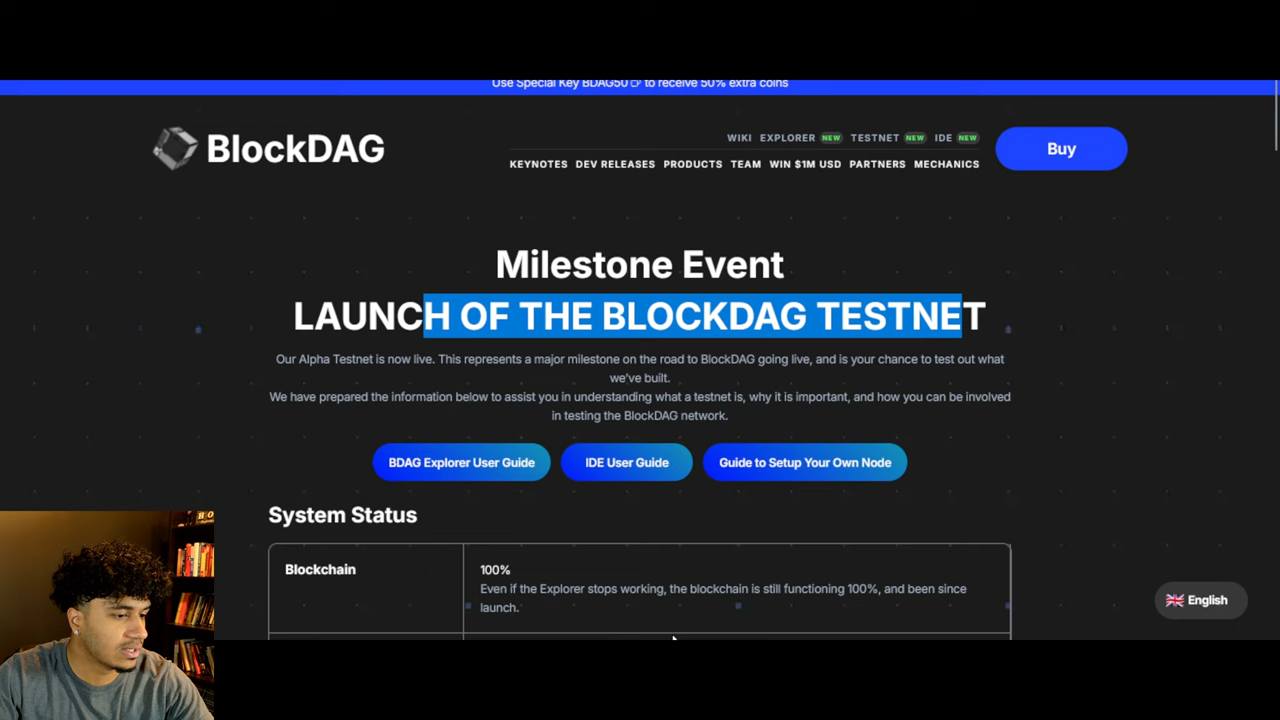 Use Special Key BDAG50 to receive 50% extra coins
BlockDAG
WIKI EXPLORER NEW TESTNET NEW IDE NEW
KEYNOTES DEV RELEASES PRODUCTS TEAM WIN $1M USD PARTNERS MECHANICS
Buy
Milestone Event
LAUNCH OF THE BLOCKDAG TESTNET
Our Alpha Testnet is now live. This represents a major milestone on the road to BlockDAG going live, and is your chance to test out what
we've built.
We have prepared the information below to assist you in understanding what a testnet is, why it is important, and how you can be involved
in testing the BlockDAG network.
BDAG Explorer User Guide IDE User Guide Guide to Setup Your Own Node
System Status
Blockchain
100%
Even if the Explorer stops working, the blockchain is still functioning 100%, and been since
launch.
English